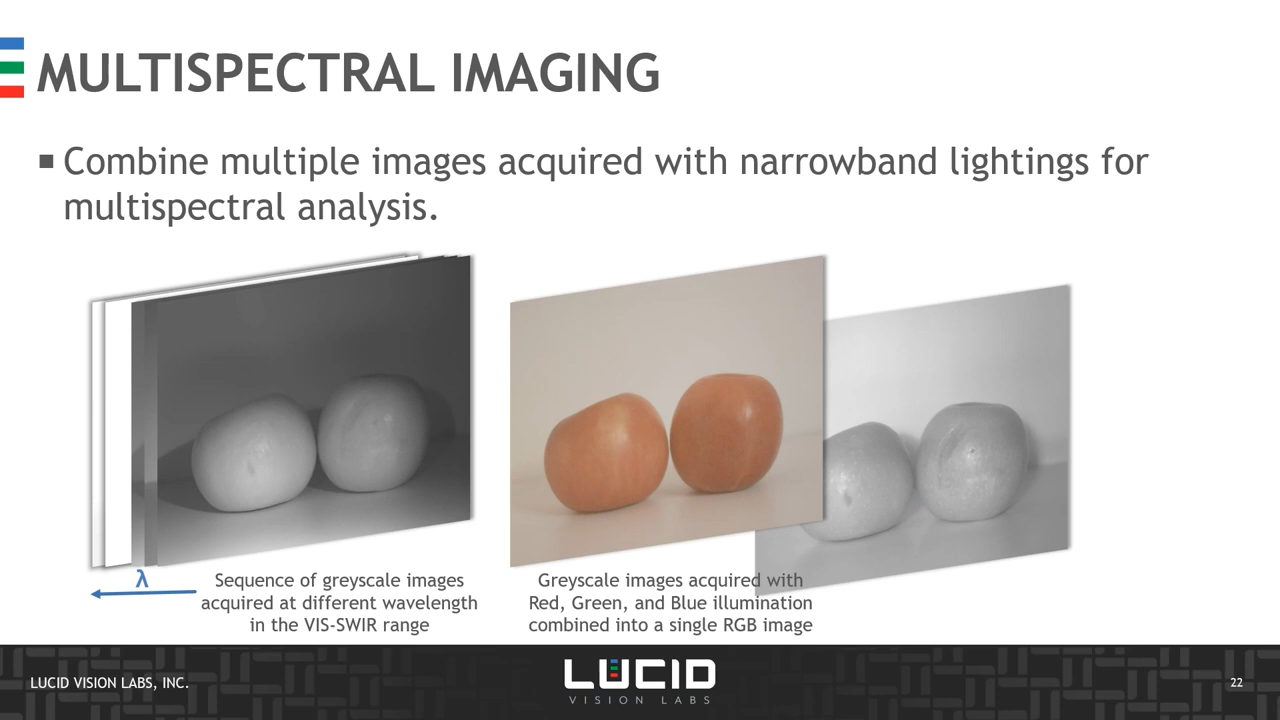 MULTISPECTRAL IMAGING
Combine multiple images acquired with narrowband lightings for
multispectral analysis.
λ
Sequence of greyscale images
acquired at different wavelength
in the VIS-SWIR range
Greyscale images acquired with
Red, Green, and Blue illumination
combined into a single RGB image
LUCID VISION LABS, INC.
LUCID
VISION LABS
22